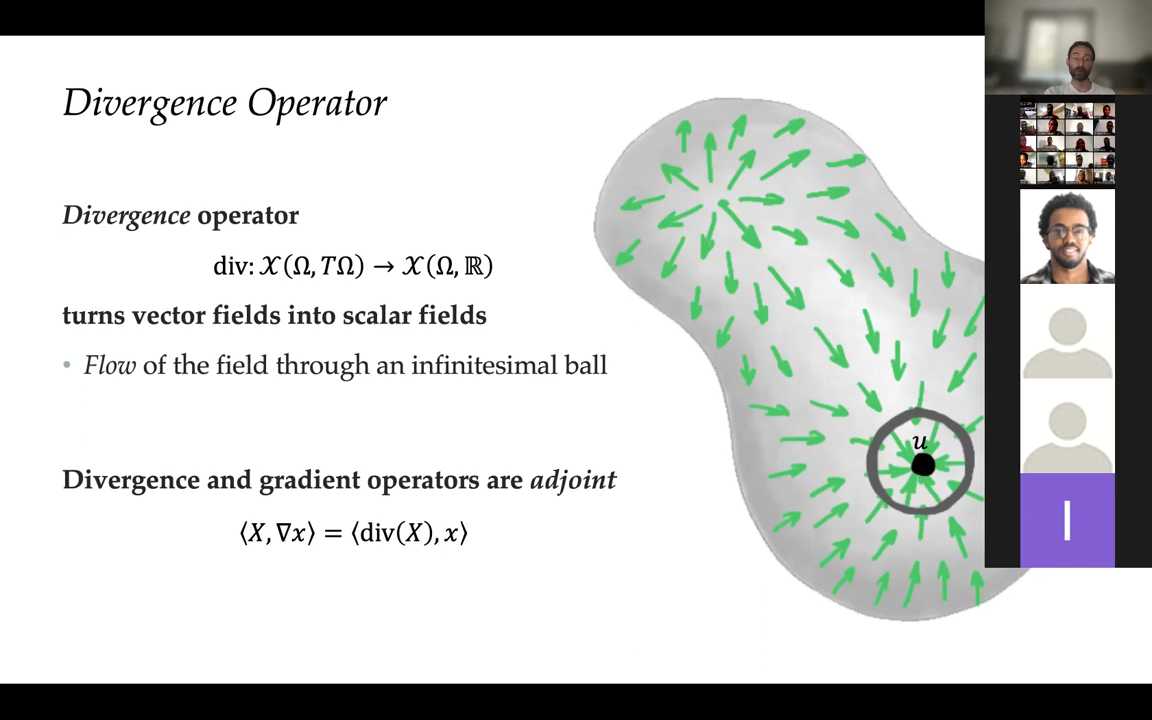 Divergence Operator
Divergence operator
div: 𝒳(Ω, TΩ) → 𝒳(Ω, ℝ)
turns vector fields into scalar fields
• Flow of the field through an infinitesimal ball
u
Divergence and gradient operators are adjoint
⟨X, ∇x⟩ = ⟨div(X), x⟩
I